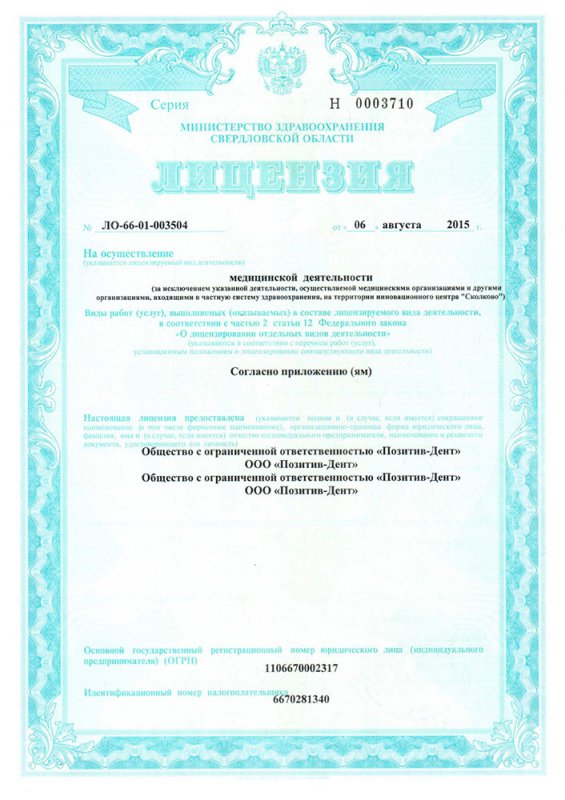 Серия Н 0003710
МИНИСТЕРСТВО ЗДРАВООХРАНЕНИЯ
СВЕРДЛОВСКОЙ ОБЛАСТИ
ЛИЦЕНЗИЯ
№ ЛО-66-01-003504 от « 06 » августа 2015 г.
На осуществление
(указывается лицензируемый вид деятельности)
медицинской деятельности
(за исключением указанной деятельности, осуществляемой медицинскими организациями и другими
организациями, входящими в частную систему здравоохранения, на территории инновационного центра "Сколково")
Виды работ (услуг), выполняемых (оказываемых) в составе лицензируемого вида деятельности,
в соответствии с частью 2 статьи 12 Федерального закона
«О лицензировании отдельных видов деятельности»
(указываются в соответствии с перечнем работ (услуг),
установленным положением о лицензировании соответствующего вида деятельности)
Согласно приложению (ям)
Настоящая лицензия предоставлена (указывается полное и (в случае, если имеется) сокращенное
наименование (в том числе фирменное наименование), организационно-правовая форма юридического лица,
фамилия, имя и (в случае, если имеется) отчество индивидуального предпринимателя, наименование и реквизиты
документа, удостоверяющего его личность)
Общество с ограниченной ответственностью «Позитив-Дент»
ООО «Позитив-Дент»
Общество с ограниченной ответственностью «Позитив-Дент»
ООО «Позитив-Дент»
Основной государственный регистрационный номер юридического лица (индивидуального
предпринимателя) (ОГРН)
1106670002317
Идентификационный номер налогоплательщика
6670281340